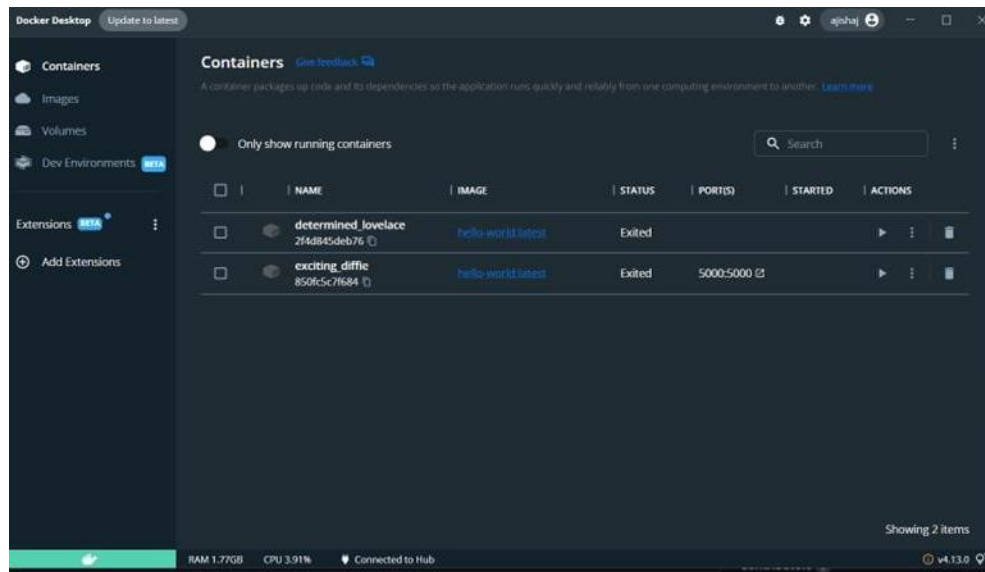 Docker Desktop Update to latest ajishaj
Containers
Images
Volumes
Dev Environments BETA
Extensions BETA
Add Extensions
Containers Give feedback
A container packages up code and its dependencies so the application runs quickly and reliably from one computing environment to another. Learn more
Only show running containers
Search
NAME IMAGE STATUS PORT(S) STARTED ACTIONS
determined_lovelace hello-world:latest Exited
2f4d845deb76
exciting_diffie hello-world:latest Exited 5000:5000
850fc5c7f684
Showing 2 items
RAM 1.77GB CPU 3.91% Connected to Hub v4.13.0